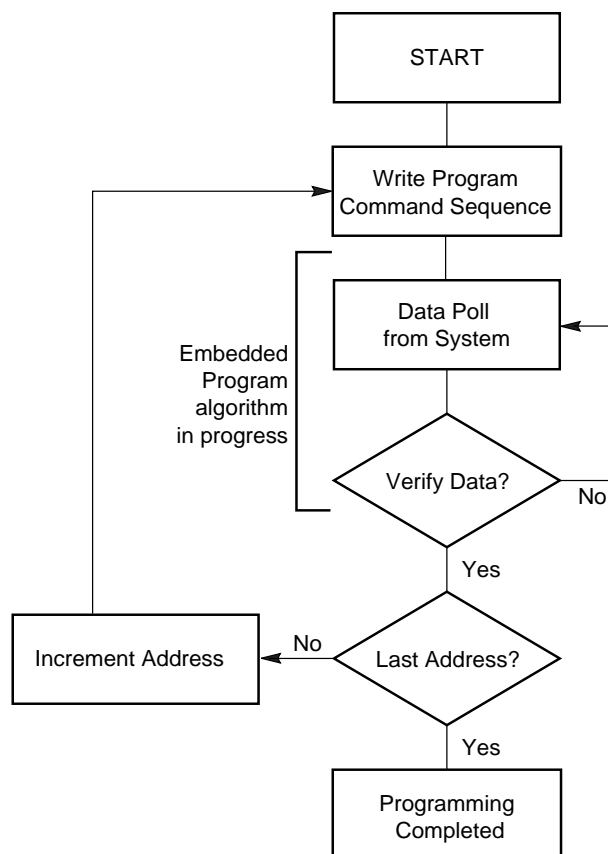 START
Write Program
Command Sequence
Data Poll
from System
Embedded
Program
algorithm
in progress
Verify Data?
No
Yes
Increment Address
No
Last Address?
Yes
Programming
Completed